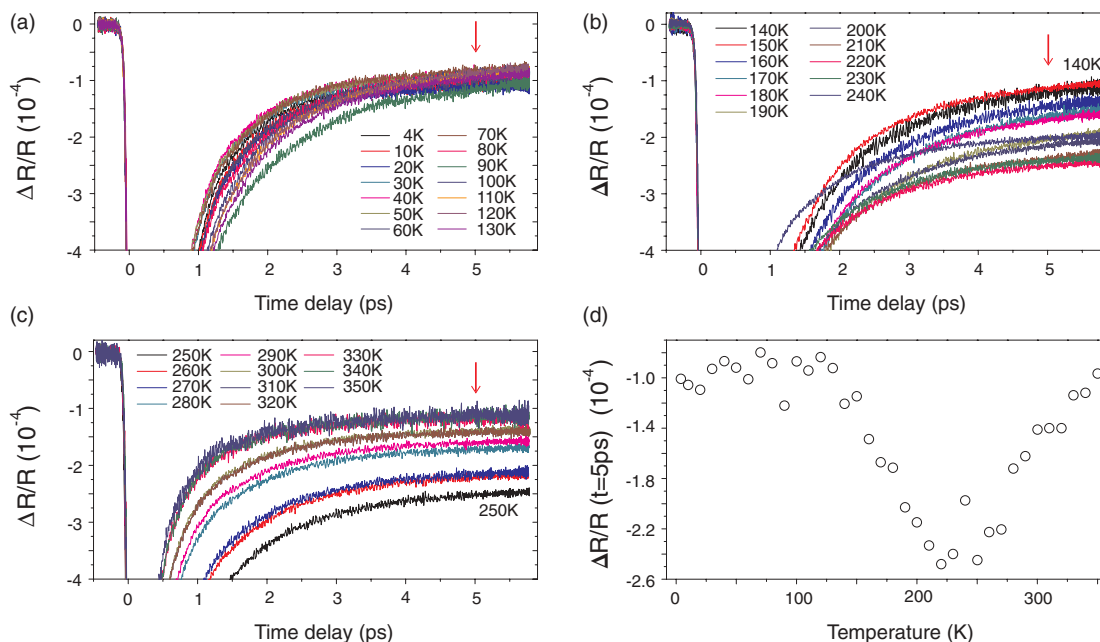 (a)
0
-1
-2
-3
-4
ΔR/R (10⁻⁴)
4K 70K
10K 80K
20K 90K
30K 100K
40K 110K
50K 120K
60K 130K
0 1 2 3 4 5
Time delay (ps)
(b)
0
-1
-2
-3
-4
ΔR/R (10⁻⁴)
140K 200K
150K 210K
160K 220K
170K 230K
180K 240K
190K
140K
0 1 2 3 4 5
Time delay (ps)
(c)
0
-1
-2
-3
-4
ΔR/R (10⁻⁴)
250K 290K 330K
260K 300K 340K
270K 310K 350K
280K 320K
250K
0 1 2 3 4 5
Time delay (ps)
(d)
-1.0
-1.4
-1.8
-2.2
-2.6
ΔR/R (t=5ps) (10⁻⁴)
0 100 200 300
Temperature (K)